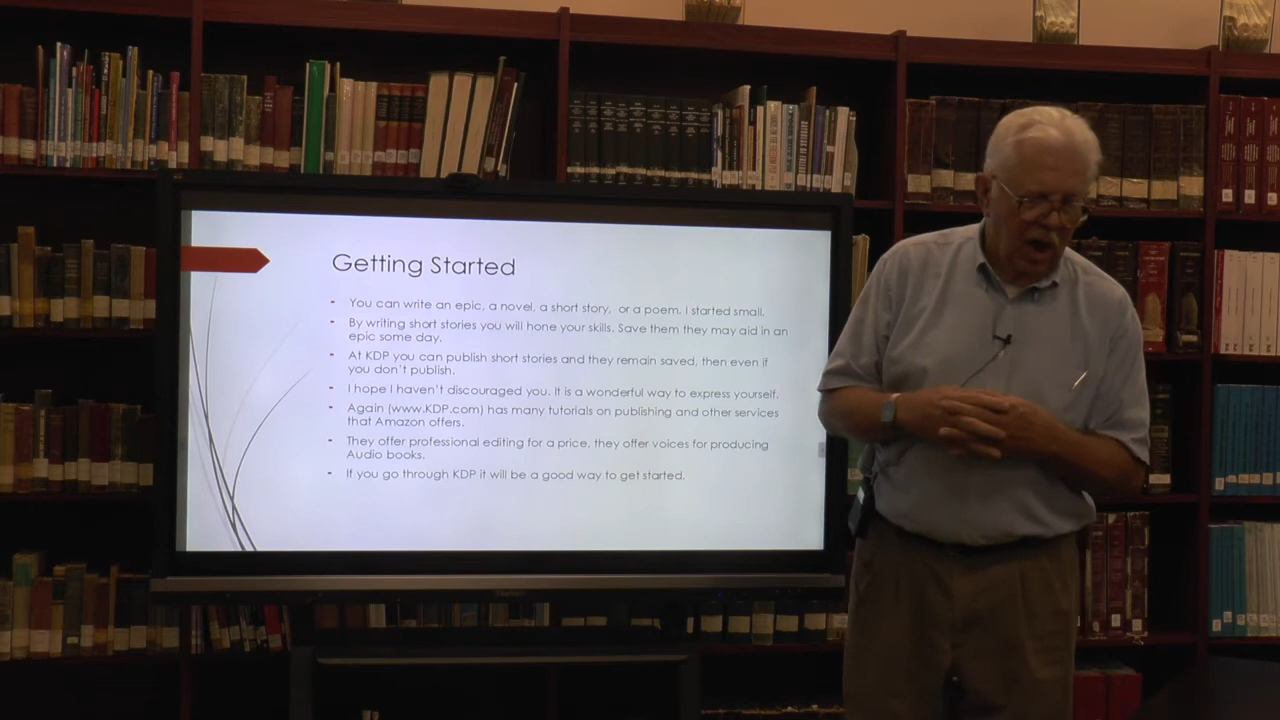 Getting Started
- You can write an epic, a novel, a short story, or a poem. I started small.
- By writing short stories you will hone your skills. Save them they may aid in an
epic some day.
- At KDP you can publish short stories and they remain saved, then even if
you don't publish.
- I hope I haven't discouraged you. It is a wonderful way to express yourself.
- Again (www.KDP.com) has many tutorials on publishing and other services
that Amazon offers.
- They offer professional editing for a price, they offer voices for producing
Audio books.
- If you go through KDP it will be a good way to get started.